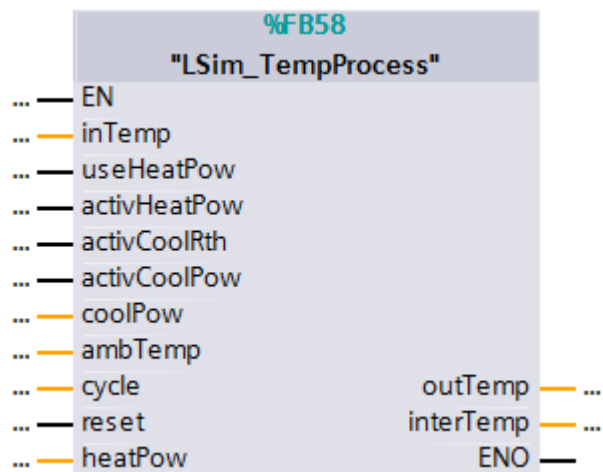 %FB58
"LSim_TempProcess"
... EN
... inTemp
... useHeatPow
... activHeatPow
... activCoolRth
... activCoolPow
... coolPow
... ambTemp
... cycle outTemp ...
... reset interTemp ...
... heatPow ENO